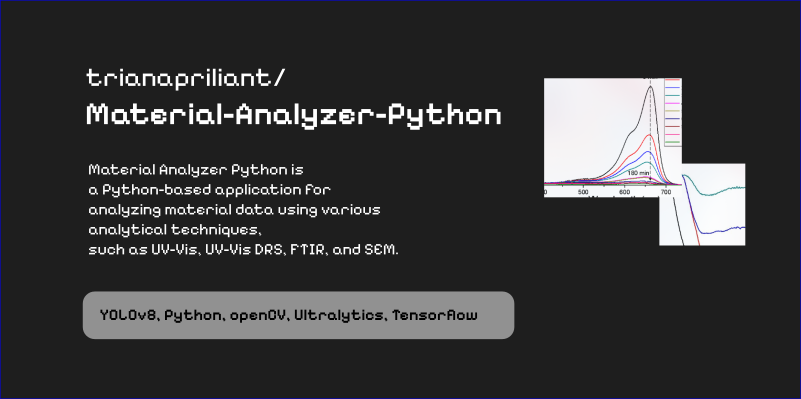 trianapriliant/
Material-Analyzer-Python
Material Analyzer Python is
a Python-based application for
analyzing material data using various
analytical techniques,
such as UV-Vis, UV-Vis DRS, FTIR, and SEM.
YOLOv8, Python, openCV, Ultralytics, Tensorflow
180 min
500
600
700